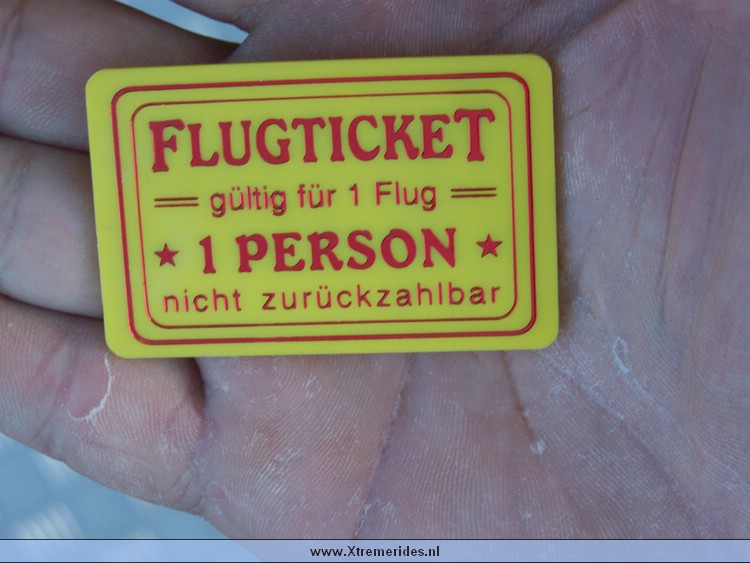 FLUGTICKET
gültig für 1 Flug
★ 1 PERSON ★
nicht zurückzahlbar
www.Xtremerides.nl